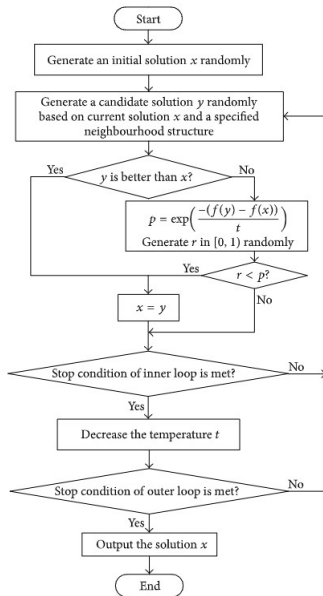 Start
Generate an initial solution x randomly
Generate a candidate solution y randomly
based on current solution x and a specified
neighbourhood structure
Yes
y is better than x?
No
p = exp(−(f(y) − f(x))/t)
Generate r in [0, 1) randomly
Yes
r < p?
No
x = y
Stop condition of inner loop is met?
No
Yes
Decrease the temperature t
Stop condition of outer loop is met?
No
Yes
Output the solution x
End